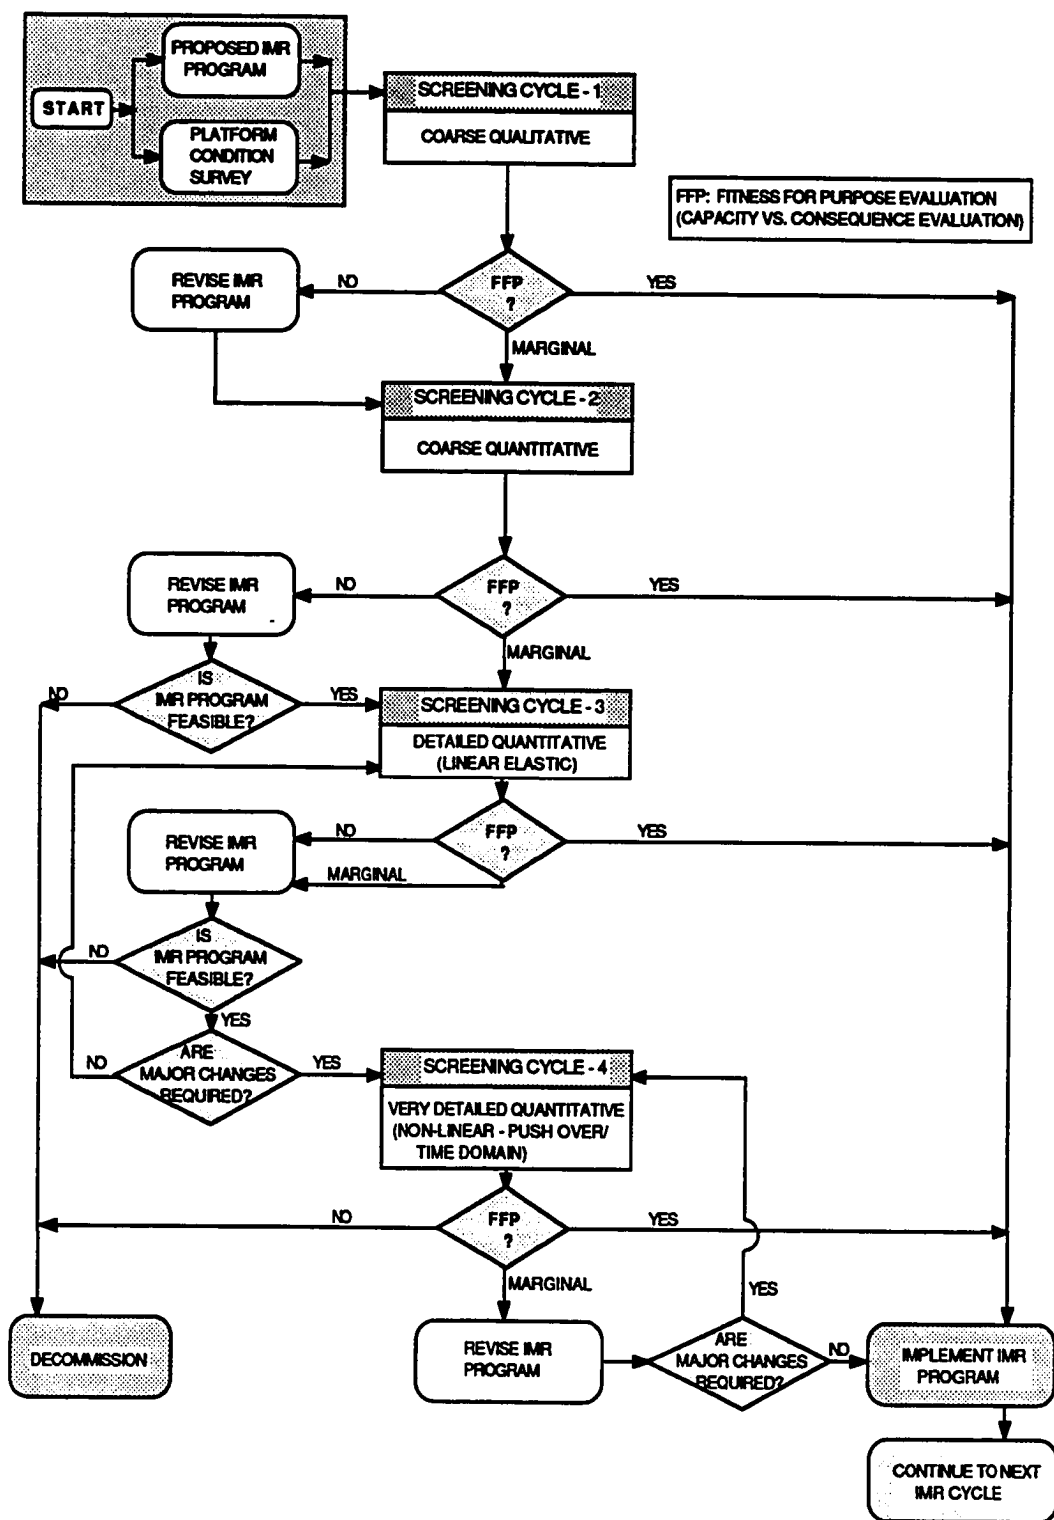 PROPOSED IMR
PROGRAM
START
PLATFORM
CONDITION
SURVEY
SCREENING CYCLE - 1
COARSE QUALITATIVE
FFP: FITNESS FOR PURPOSE EVALUATION
(CAPACITY VS. CONSEQUENCE EVALUATION)
REVISE IMR
PROGRAM
NO
FFP
?
YES
MARGINAL
SCREENING CYCLE - 2
COARSE QUANTITATIVE
REVISE IMR
PROGRAM
NO
FFP
?
YES
MARGINAL
NO
IS
IMR PROGRAM
FEASIBLE?
YES
SCREENING CYCLE - 3
DETAILED QUANTITATIVE
(LINEAR ELASTIC)
REVISE IMR
PROGRAM
NO
FFP
?
YES
MARGINAL
NO
IS
IMR PROGRAM
FEASIBLE?
YES
NO
ARE
MAJOR CHANGES
REQUIRED?
YES
SCREENING CYCLE - 4
VERY DETAILED QUANTITATIVE
(NON-LINEAR - PUSH OVER/
TIME DOMAIN)
NO
FFP
?
YES
MARGINAL
YES
DECOMMISSION
REVISE IMR
PROGRAM
ARE
MAJOR CHANGES
REQUIRED?
NO
IMPLEMENT IMR
PROGRAM
CONTINUE TO NEXT
IMR CYCLE